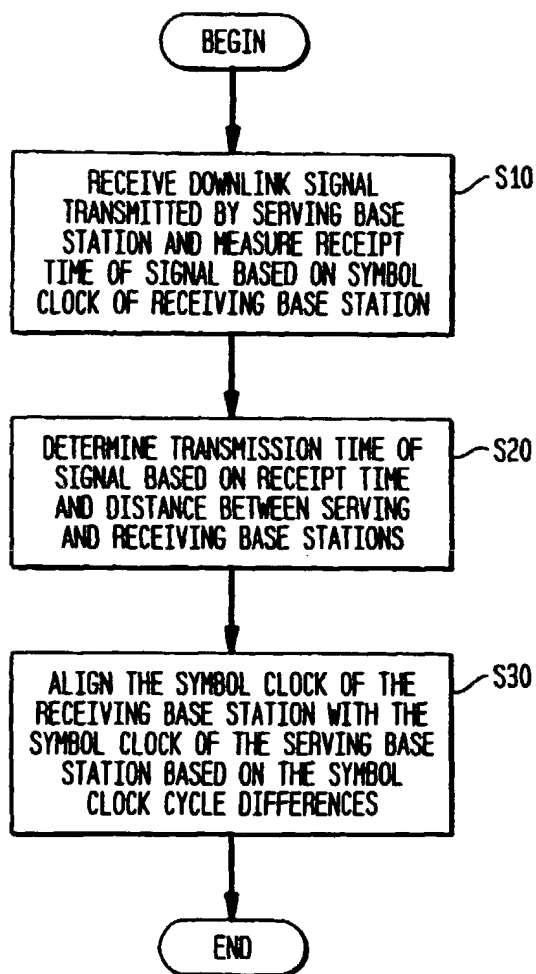 BEGIN
RECEIVE DOWNLINK SIGNAL
TRANSMITTED BY SERVING BASE
STATION AND MEASURE RECEIPT
TIME OF SIGNAL BASED ON SYMBOL
CLOCK OF RECEIVING BASE STATION
S10
DETERMINE TRANSMISSION TIME OF
SIGNAL BASED ON RECEIPT TIME
AND DISTANCE BETWEEN SERVING
AND RECEIVING BASE STATIONS
S20
ALIGN THE SYMBOL CLOCK OF THE
RECEIVING BASE STATION WITH THE
SYMBOL CLOCK OF THE SERVING BASE
STATION BASED ON THE SYMBOL
CLOCK CYCLE DIFFERENCES
S30
END